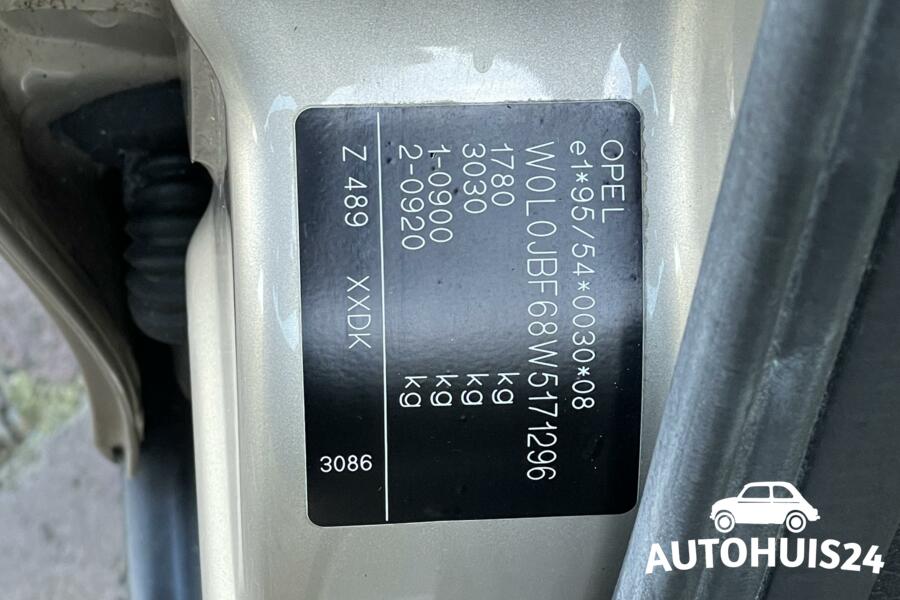 OPEL
e1*95/54*0030*08
W0L0JBF68W5171296
1780 kg
3030 kg
1-0900 kg
2-0920 kg
Z 489 XXDK
3086
AUTOHUIS24